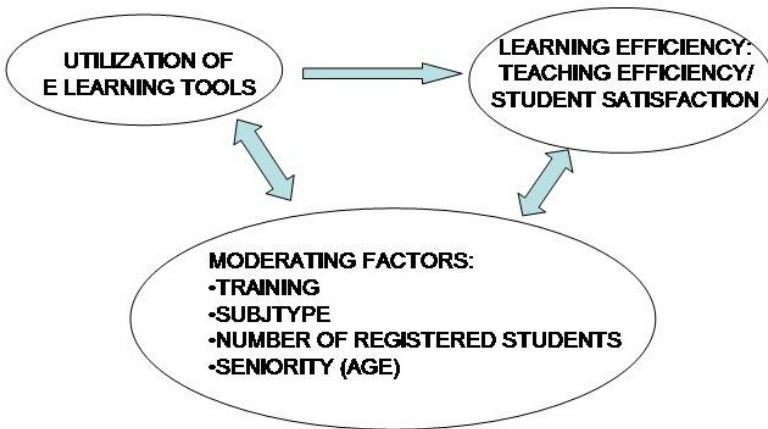 UTILIZATION OF
E LEARNING TOOLS
LEARNING EFFICIENCY:
TEACHING EFFICIENCY/
STUDENT SATISFACTION
MODERATING FACTORS:
•TRAINING
•SUBJTYPE
•NUMBER OF REGISTERED STUDENTS
•SENIORITY (AGE)